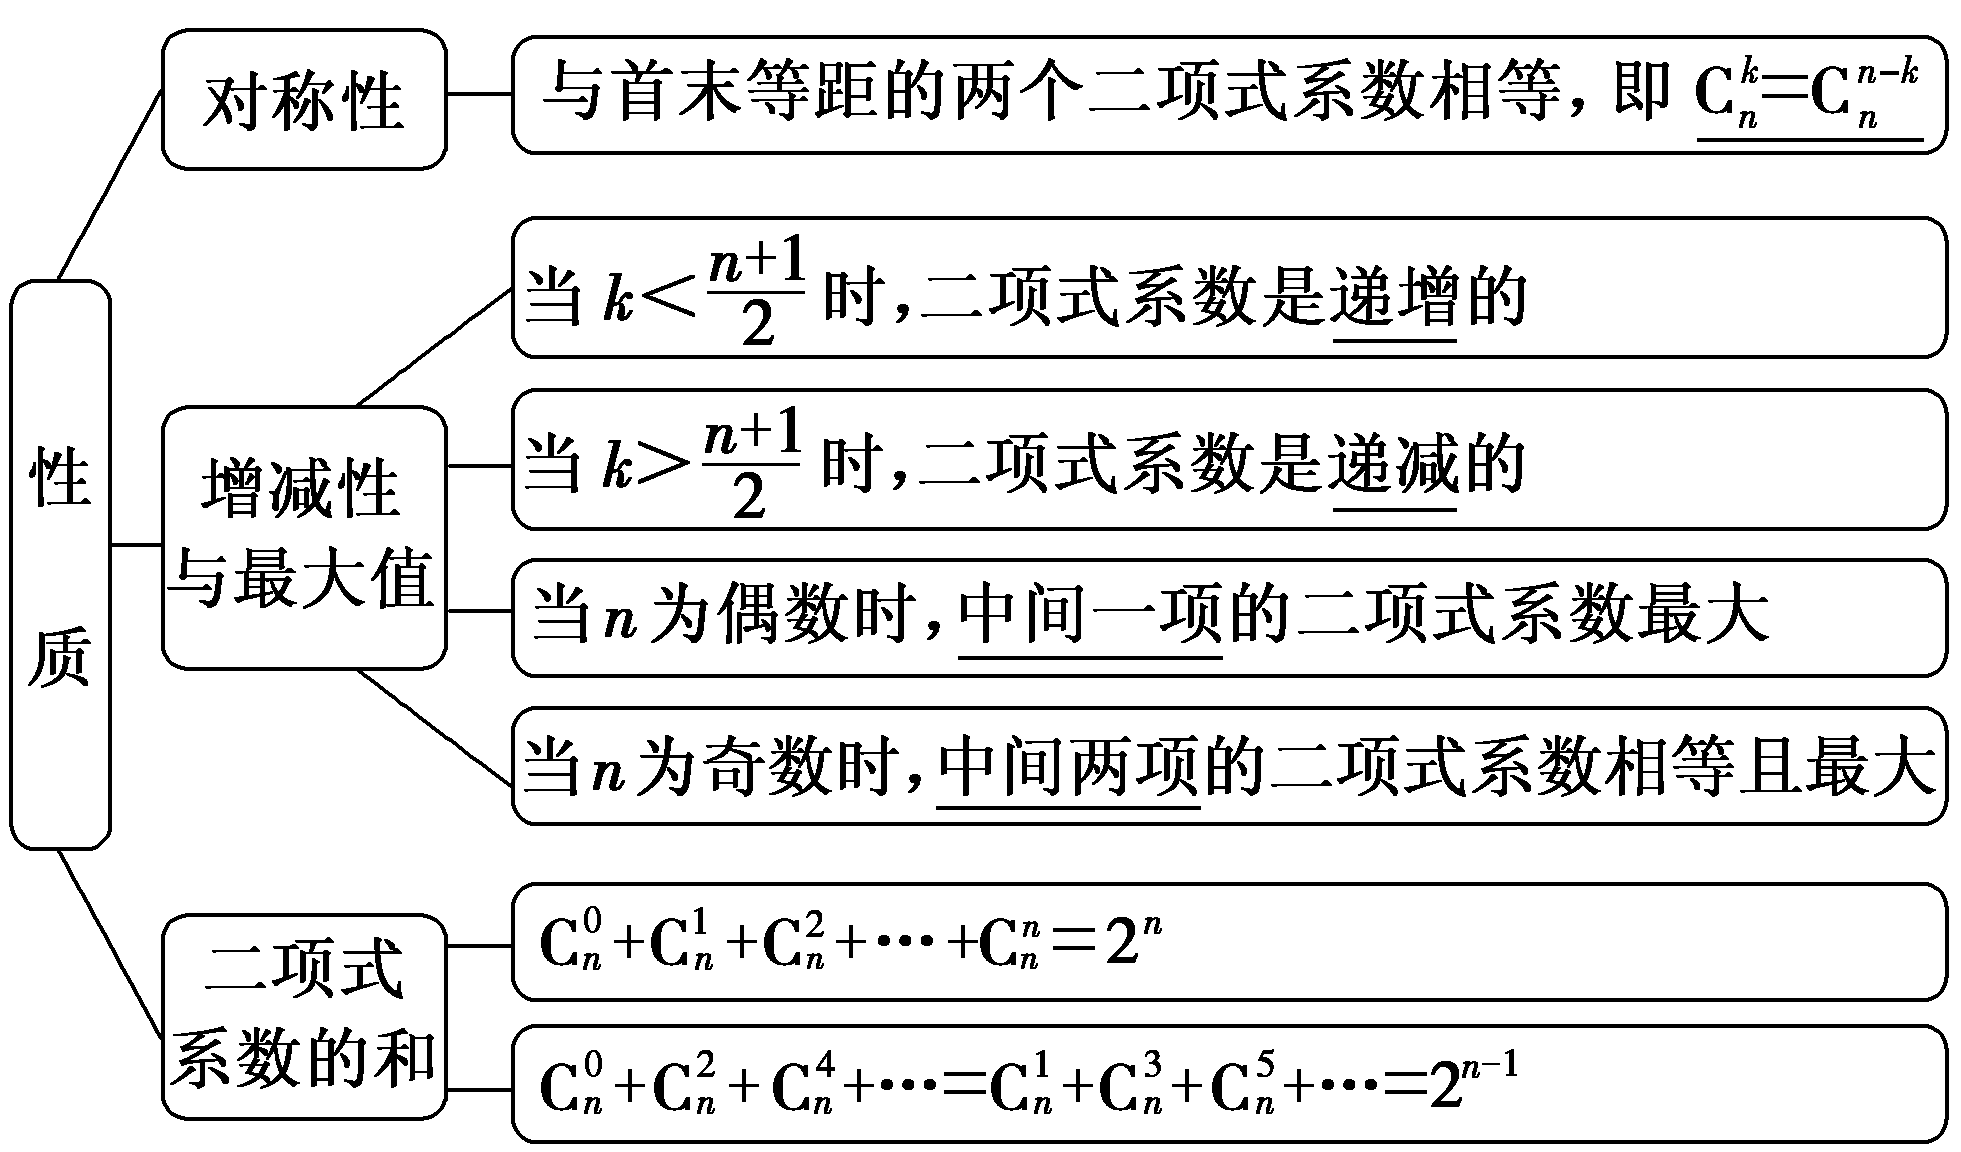 性质
对称性
与首末等距的两个二项式系数相等，即 C_n^k=C_n^{n-k}
增减性
与最大值
当 k<\frac{n+1}{2} 时，二项式系数是递增的
当 k>\frac{n+1}{2} 时，二项式系数是递减的
当 n 为偶数时，中间一项的二项式系数最大
当 n 为奇数时，中间两项的二项式系数相等且最大
二项式
系数的和
C_n^0+C_n^1+C_n^2+…+C_n^n=2^n
C_n^0+C_n^2+C_n^4+…=C_n^1+C_n^3+C_n^5+…=2^{n-1}